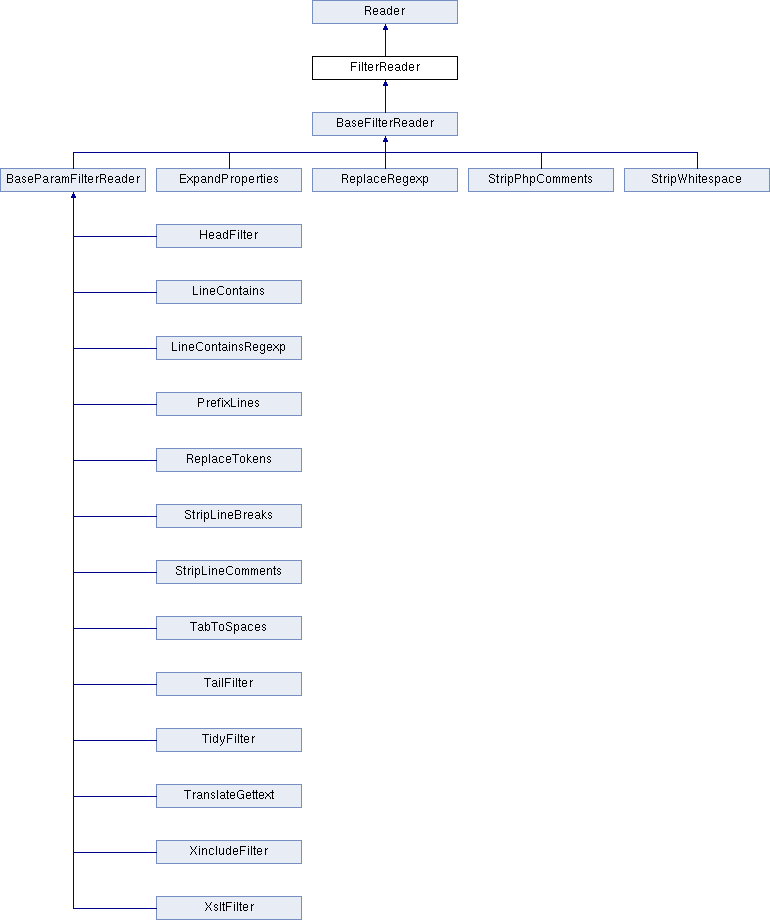 Reader
FilterReader
BaseFilterReader
BaseParamFilterReader
ExpandProperties
ReplaceRegexp
StripPhpComments
StripWhitespace
HeadFilter
LineContains
LineContainsRegexp
PrefixLines
ReplaceTokens
StripLineBreaks
StripLineComments
TabToSpaces
TailFilter
TidyFilter
TranslateGettext
XincludeFilter
XsltFilter